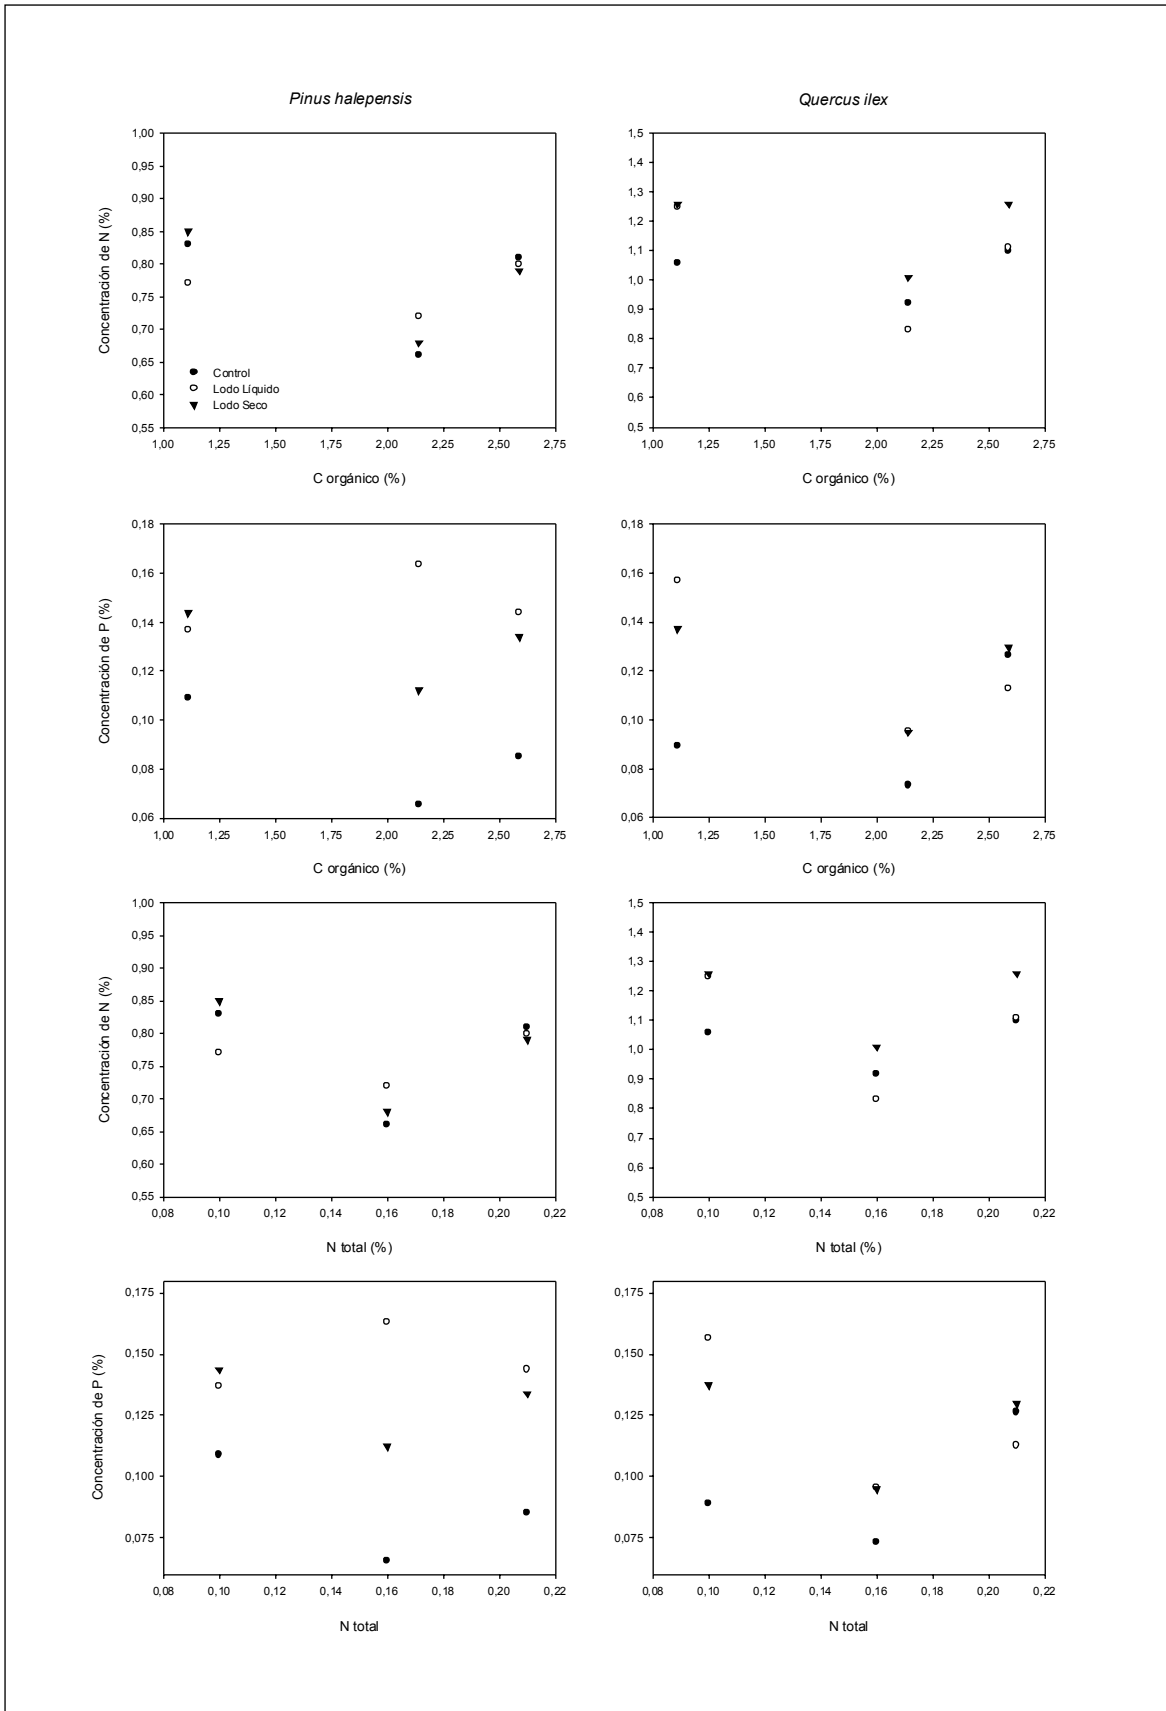 Pinus halepensis
Quercus ilex
1,00
0,95
0,90
0,85
0,80
0,75
0,70
0,65
0,60
0,55
Concentración de N (%)
Control
Lodo Líquido
Lodo Seco
1,00 1,25 1,50 1,75 2,00 2,25 2,50 2,75
C orgánico (%)
1,5
1,4
1,3
1,2
1,1
1,0
0,9
0,8
0,7
0,6
0,5
1,00 1,25 1,50 1,75 2,00 2,25 2,50 2,75
C orgánico (%)
0,18
0,16
0,14
0,12
0,10
0,08
0,06
Concentración de P (%)
1,00 1,25 1,50 1,75 2,00 2,25 2,50 2,75
C orgánico (%)
0,18
0,16
0,14
0,12
0,10
0,08
0,06
1,00 1,25 1,50 1,75 2,00 2,25 2,50 2,75
C orgánico (%)
1,00
0,95
0,90
0,85
0,80
0,75
0,70
0,65
0,60
0,55
Concentración de N (%)
0,08 0,10 0,12 0,14 0,16 0,18 0,20 0,22
N total (%)
1,5
1,4
1,3
1,2
1,1
1,0
0,9
0,8
0,7
0,6
0,5
0,08 0,10 0,12 0,14 0,16 0,18 0,20 0,22
N total (%)
0,175
0,150
0,125
0,100
0,075
Concentración de P (%)
0,08 0,10 0,12 0,14 0,16 0,18 0,20 0,22
N total
0,175
0,150
0,125
0,100
0,075
0,08 0,10 0,12 0,14 0,16 0,18 0,20 0,22
N total